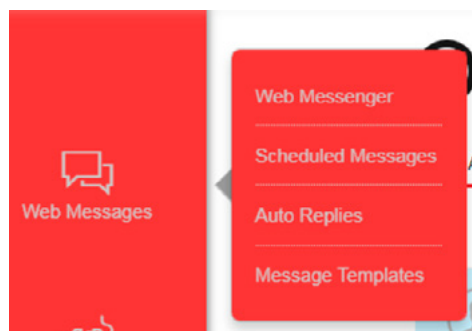 Web Messages
Web Messenger
Scheduled Messages
Auto Replies
Message Templates